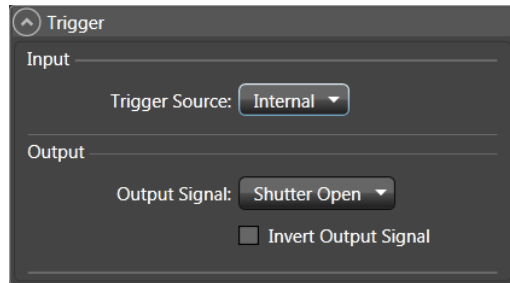 Trigger
Input
Trigger Source: Internal
Output
Output Signal: Shutter Open
Invert Output Signal